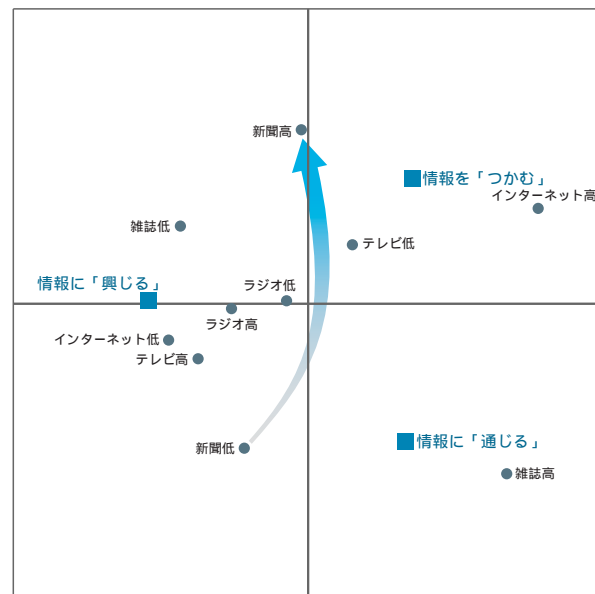 新聞高
情報を「つかむ」
インターネット高
雑誌低
テレビ低
情報に「興じる」
ラジオ低
ラジオ高
インターネット低
テレビ高
新聞低
情報に「通じる」
雑誌高